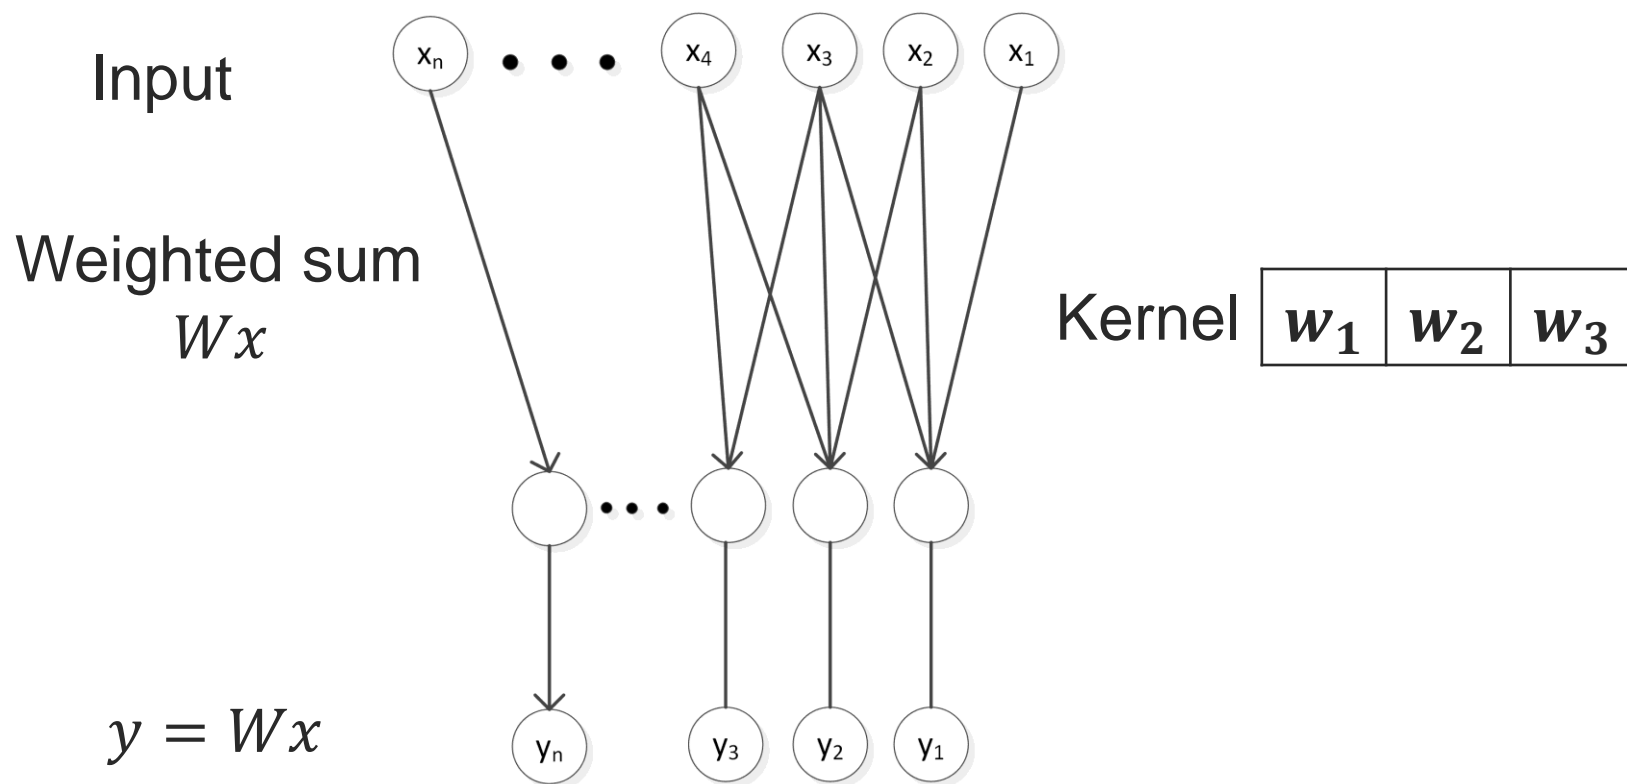 Input
xₙ x₄ x₃ x₂ x₁
Weighted sum
Wx
Kernel w₁ w₂ w₃
y = Wx
yₙ y₃ y₂ y₁